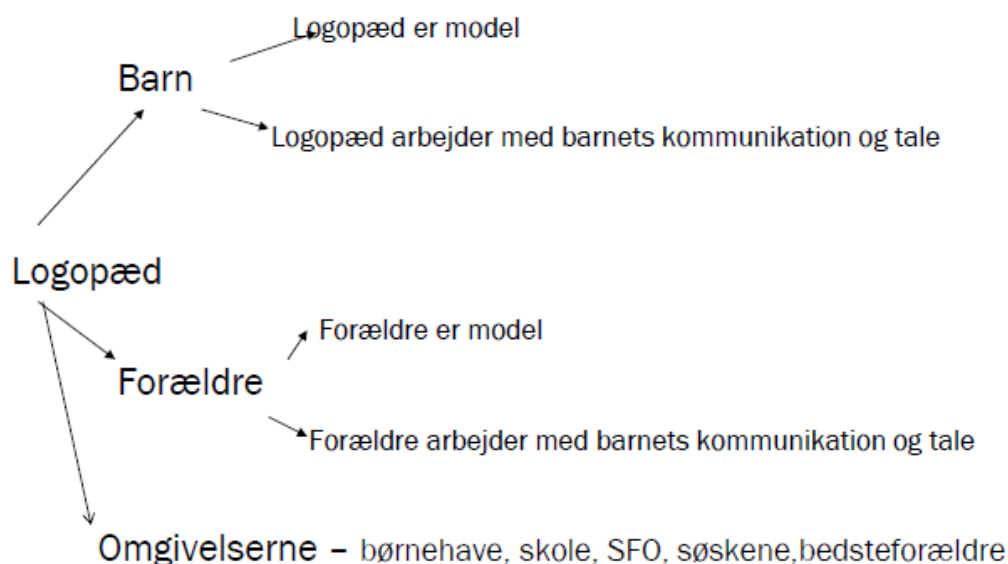 Logopæd er model
Barn
Logopæd arbejder med barnets kommunikation og tale
Logopæd
Forældre er model
Forældre
Forældre arbejder med barnets kommunikation og tale
Omgivelserne – børnehave, skole, SFO, søskene,bedsteforældre